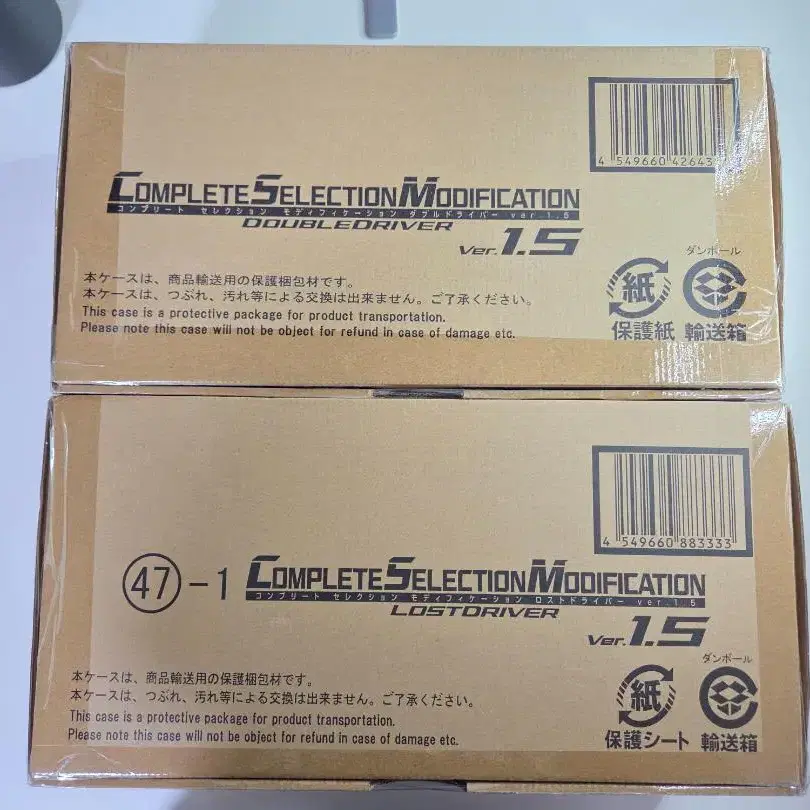 4 549660 42643
COMPLETE SELECTION MODIFICATION
コンプリート セレクション モディフィケーション ダブルドライバー ver.1.5
DOUBLEDRIVER
Ver.1.5
本ケースは、商品輸送用の保護梱包材です。
本ケースは、つぶれ、汚れ等による交換は出来ません。ご了承ください。
This case is a protective package for product transportation.
Please note this case will not be object for refund in case of damage etc.
紙
保護紙
ダンボール
輸送箱
4 549660 883333
47-1
COMPLETE SELECTION MODIFICATION
コンプリート セレクション モディフィケーション ロストドライバー ver.1.5
LOSTDRIVER
Ver.1.5
本ケースは、商品輸送用の保護梱包材です。
本ケースは、つぶれ、汚れ等による交換は出来ません。ご了承ください。
This case is a protective package for product transportation.
Please note this case will not be object for refund in case of damage etc.
紙
保護シート
ダンボール
輸送箱